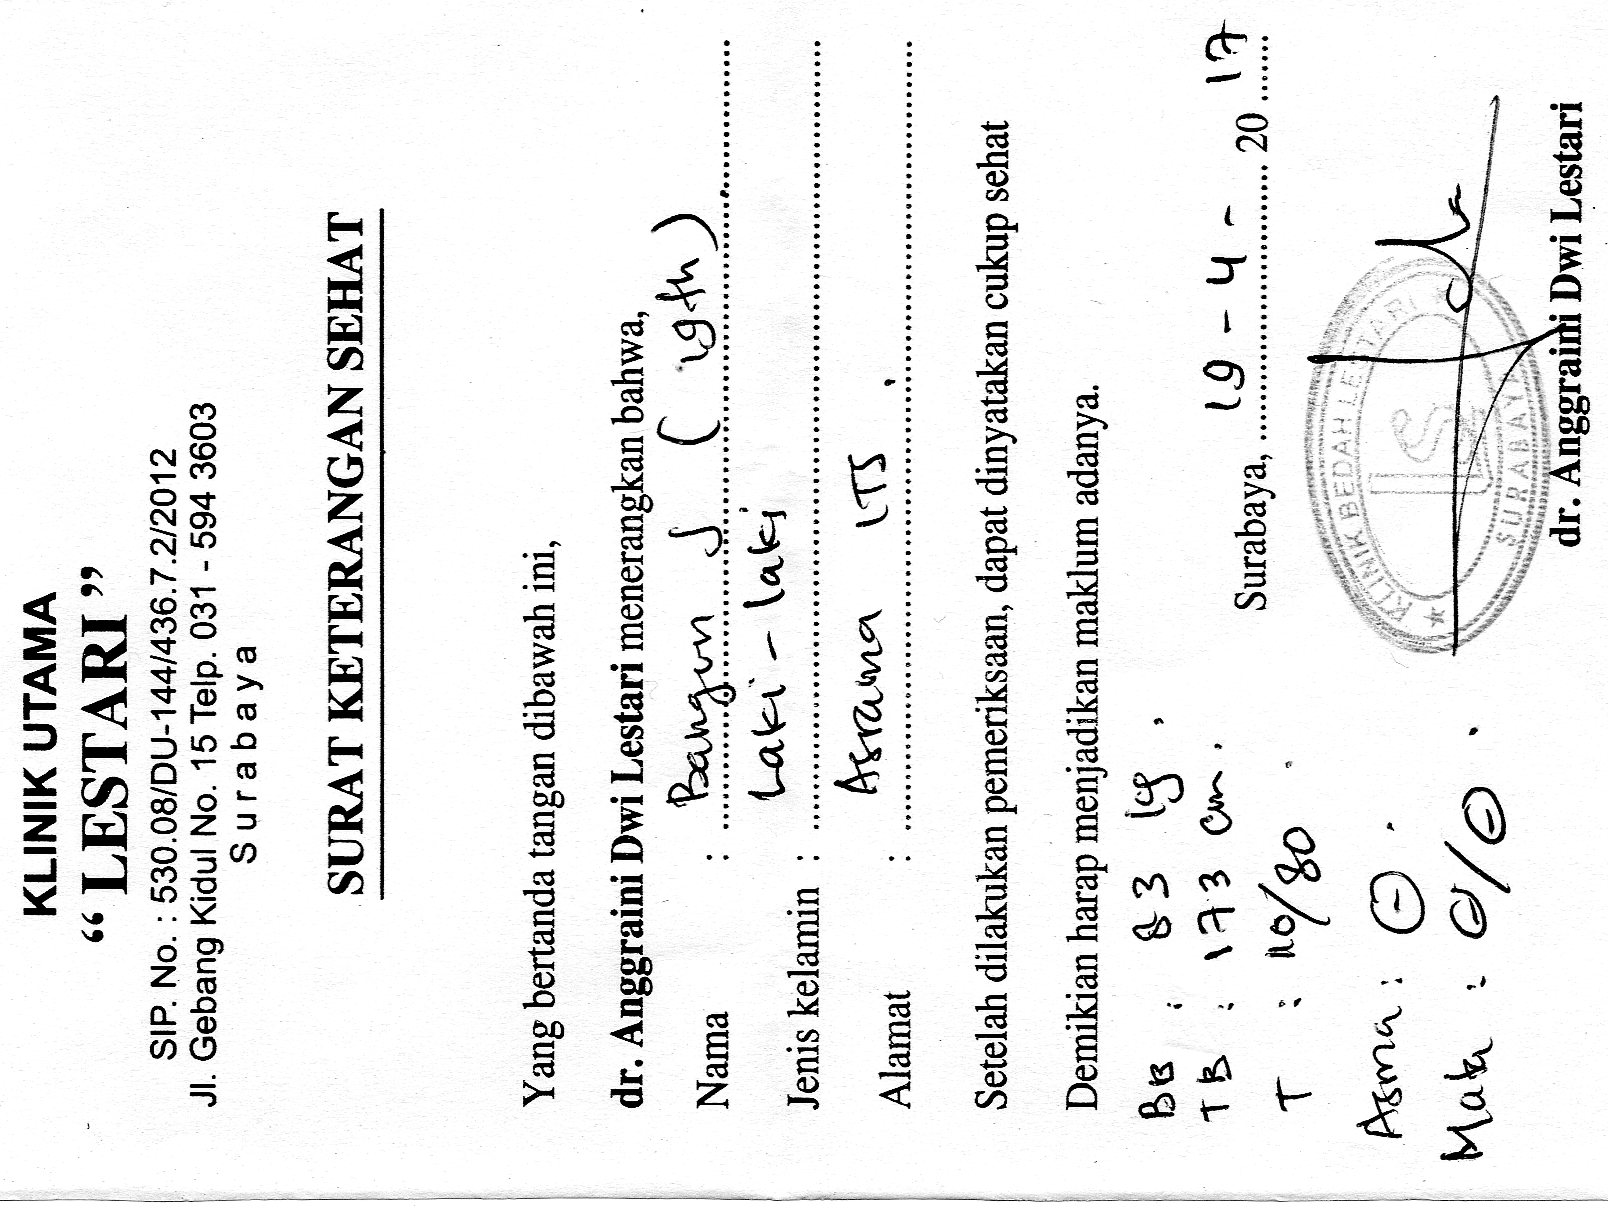 KLINIK UTAMA
“ LESTARI ”
SIP. No. : 530.08/DU-144/436.7.2/2012
Jl. Gebang Kidul No. 15 Telp. 031 - 594 3603
Surabaya
SURAT KETERANGAN SEHAT
Yang bertanda tangan dibawah ini,
dr. Anggraini Dwi Lestari menerangkan bahwa,
Nama : Bangun S (19th)
Jenis kelamin : Laki - laki
Alamat : Asrama ITS.
Setelah dilakukan pemeriksaan, dapat dinyatakan cukup sehat
Demikian harap menjadikan maklum adanya.
Surabaya, 19 - 4 - 20 17
BB : 83 kg.
TB : 173 cm.
T : 110/80.
Asma : ⊖.
Mata : ⊖/⊖.
KLINIK BEDAH LESTARI
LS
SURABAYA
dr. Anggraini Dwi Lestari